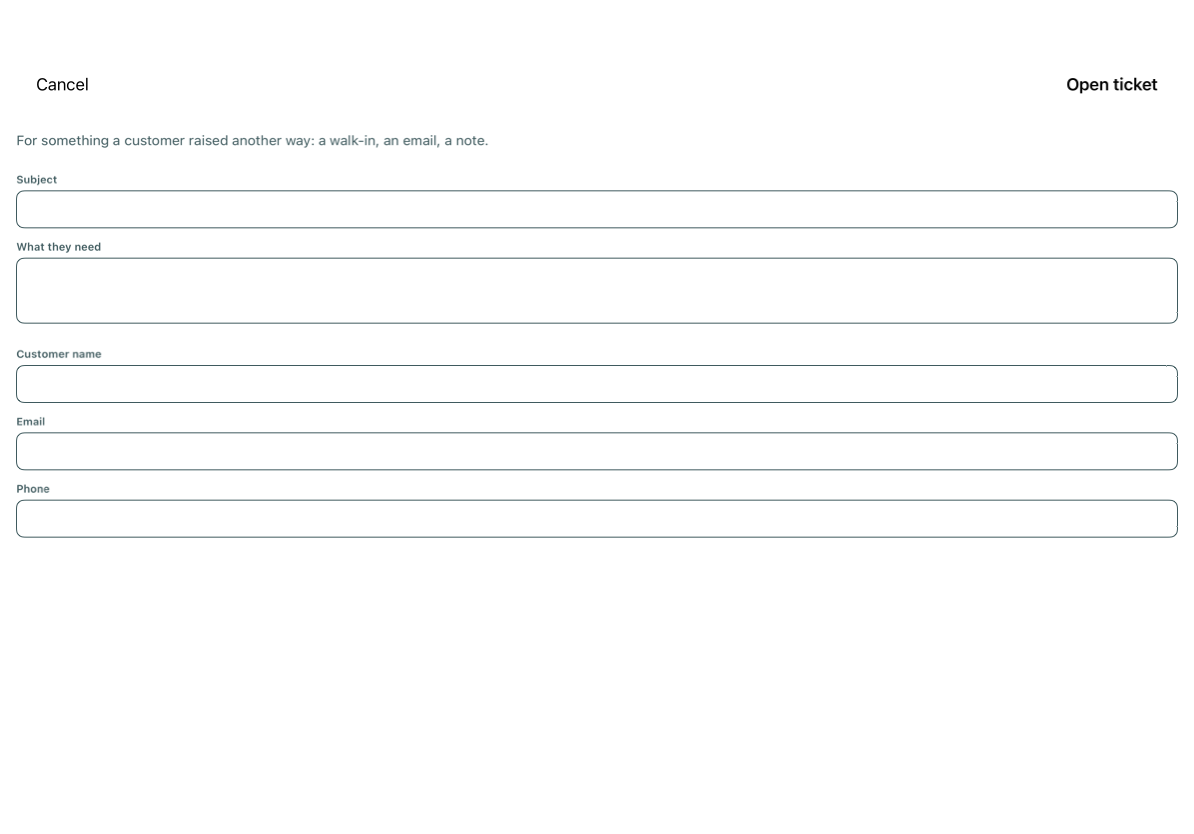 Cancel
Open ticket
For something a customer raised another way: a walk-in, an email, a note.
Subject
What they need
Customer name
Email
Phone